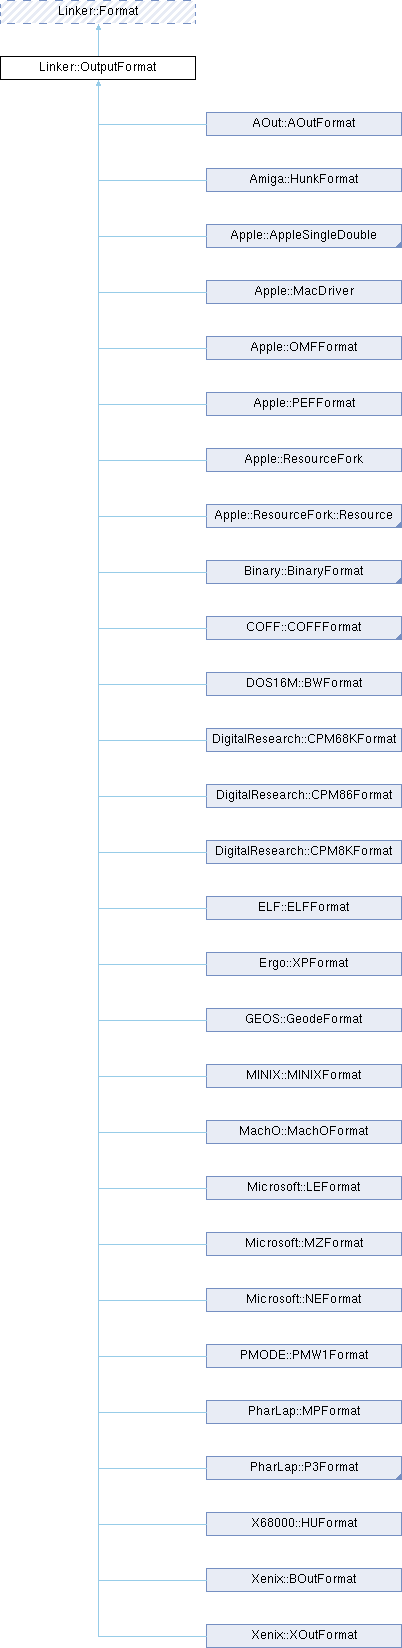 Linker::Format
Linker::OutputFormat
AOut::AOutFormat
Amiga::HunkFormat
Apple::AppleSingleDouble
Apple::MacDriver
Apple::OMFFormat
Apple::PEFFormat
Apple::ResourceFork
Apple::ResourceFork::Resource
Binary::BinaryFormat
COFF::COFFFormat
DOS16M::BWFormat
DigitalResearch::CPM68KFormat
DigitalResearch::CPM86Format
DigitalResearch::CPM8KFormat
ELF::ELFFormat
Ergo::XPFormat
GEOS::GeodeFormat
MINIX::MINIXFormat
MachO::MachOFormat
Microsoft::LEFormat
Microsoft::MZFormat
Microsoft::NEFormat
PMODE::PMW1Format
PharLap::MPFormat
PharLap::P3Format
X68000::HUFormat
Xenix::BOutFormat
Xenix::XOutFormat